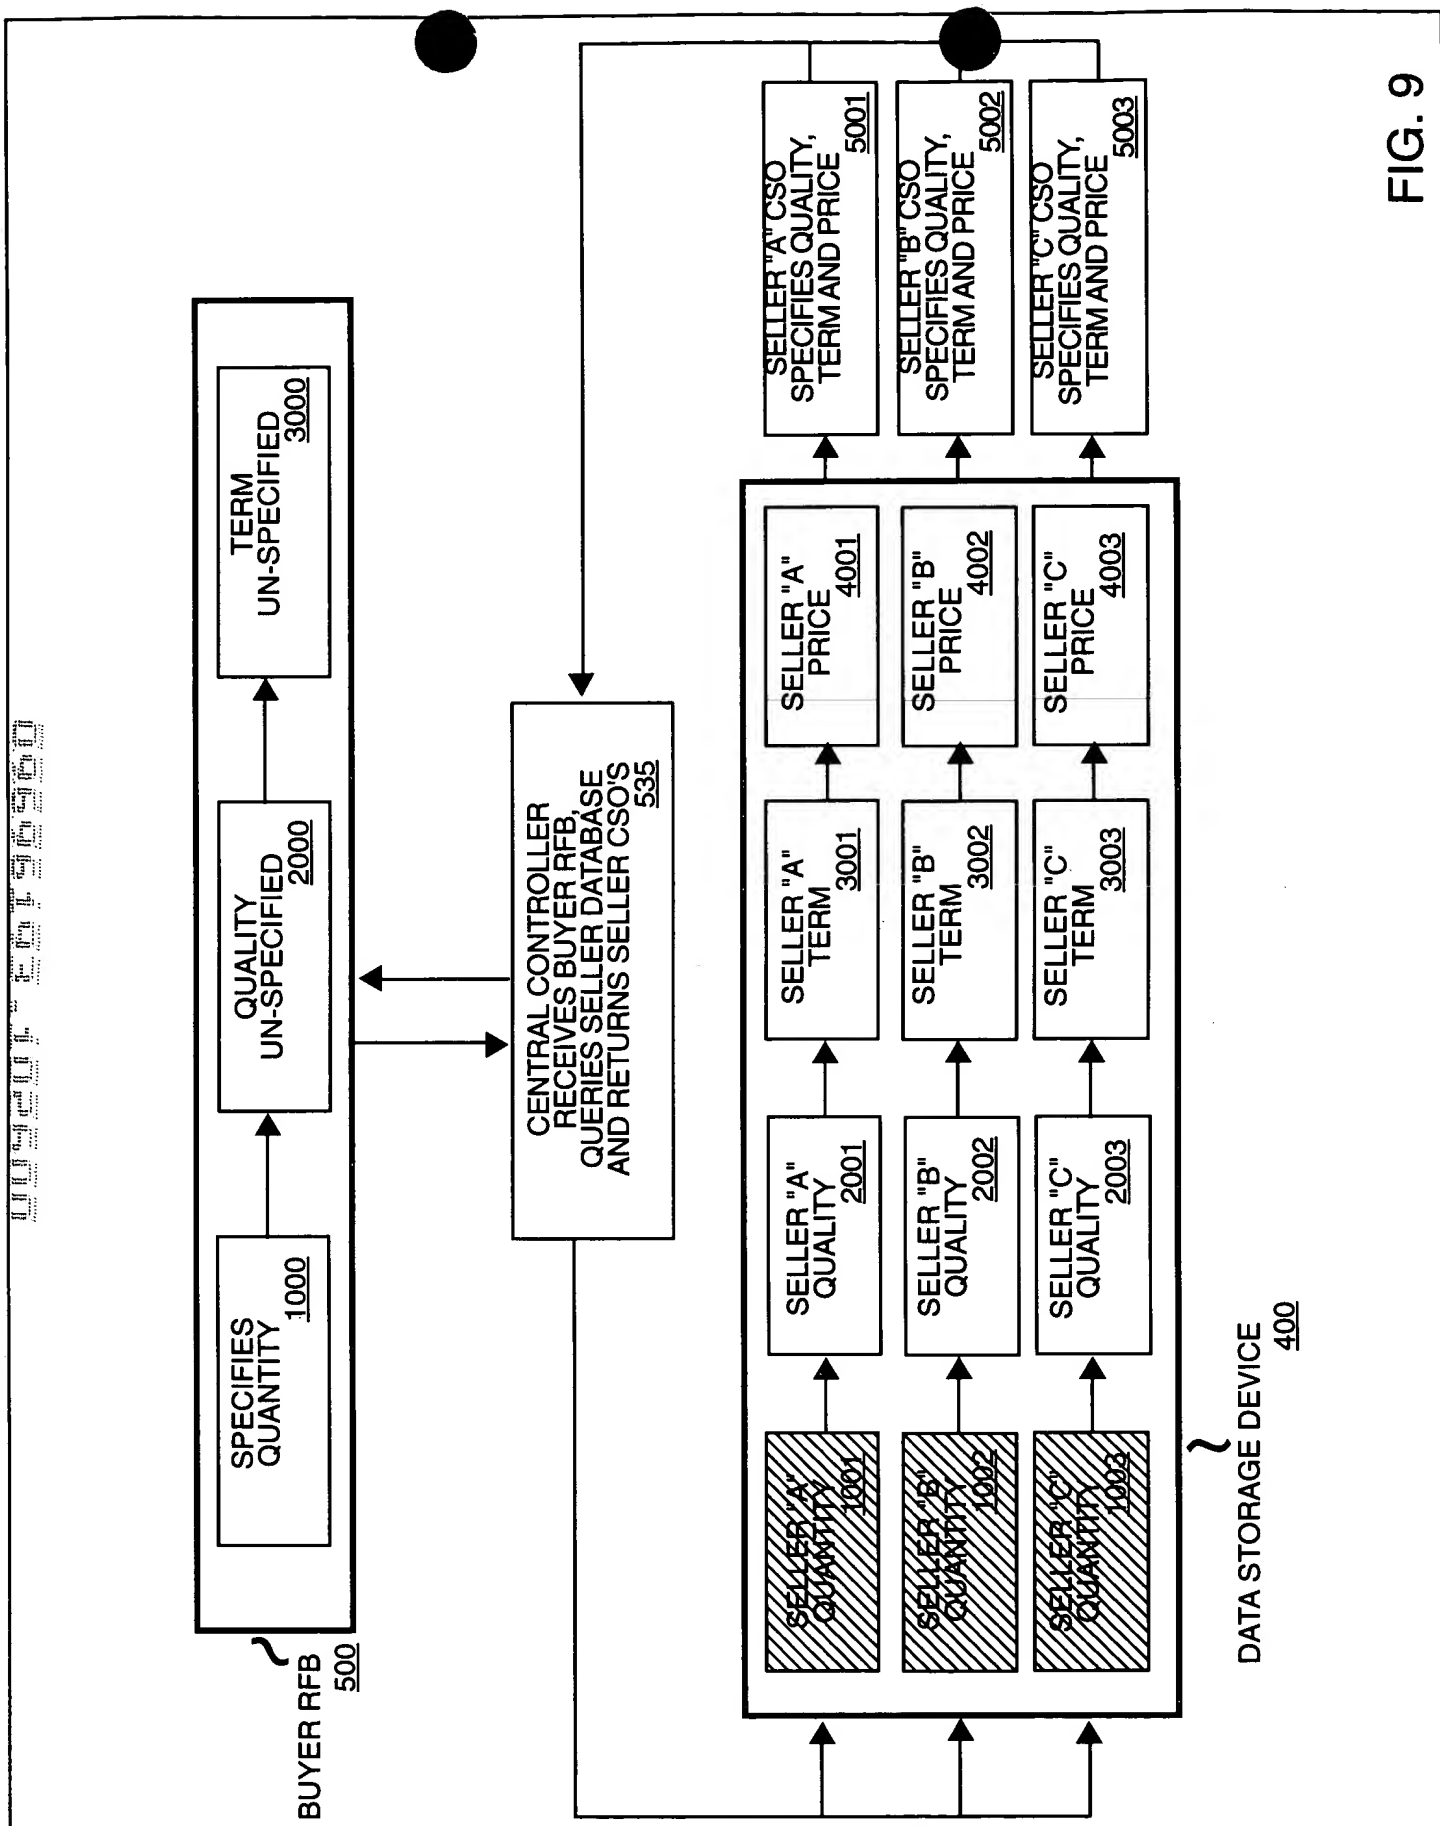 BUYER RFB
500
SPECIFIES
QUANTITY
1000
QUALITY
UN-SPECIFIED
2000
TERM
UN-SPECIFIED
3000
CENTRAL CONTROLLER
RECEIVES BUYER RFB,
QUERIES SELLER DATABASE
AND RETURNS SELLER CSO'S
535
SELLER "A"
QUANTITY
1001
SELLER "A"
QUALITY
2001
SELLER "A"
TERM
3001
SELLER "A"
PRICE
4001
SELLER "A" CSO
SPECIFIES QUALITY,
TERM AND PRICE
5001
SELLER "B"
QUANTITY
1002
SELLER "B"
QUALITY
2002
SELLER "B"
TERM
3002
SELLER "B"
PRICE
4002
SELLER "B" CSO
SPECIFIES QUALITY,
TERM AND PRICE
5002
SELLER "C"
QUANTITY
1003
SELLER "C"
QUALITY
2003
SELLER "C"
TERM
3003
SELLER "C"
PRICE
4003
SELLER "C" CSO
SPECIFIES QUALITY,
TERM AND PRICE
5003
DATA STORAGE DEVICE
400
FIG. 9